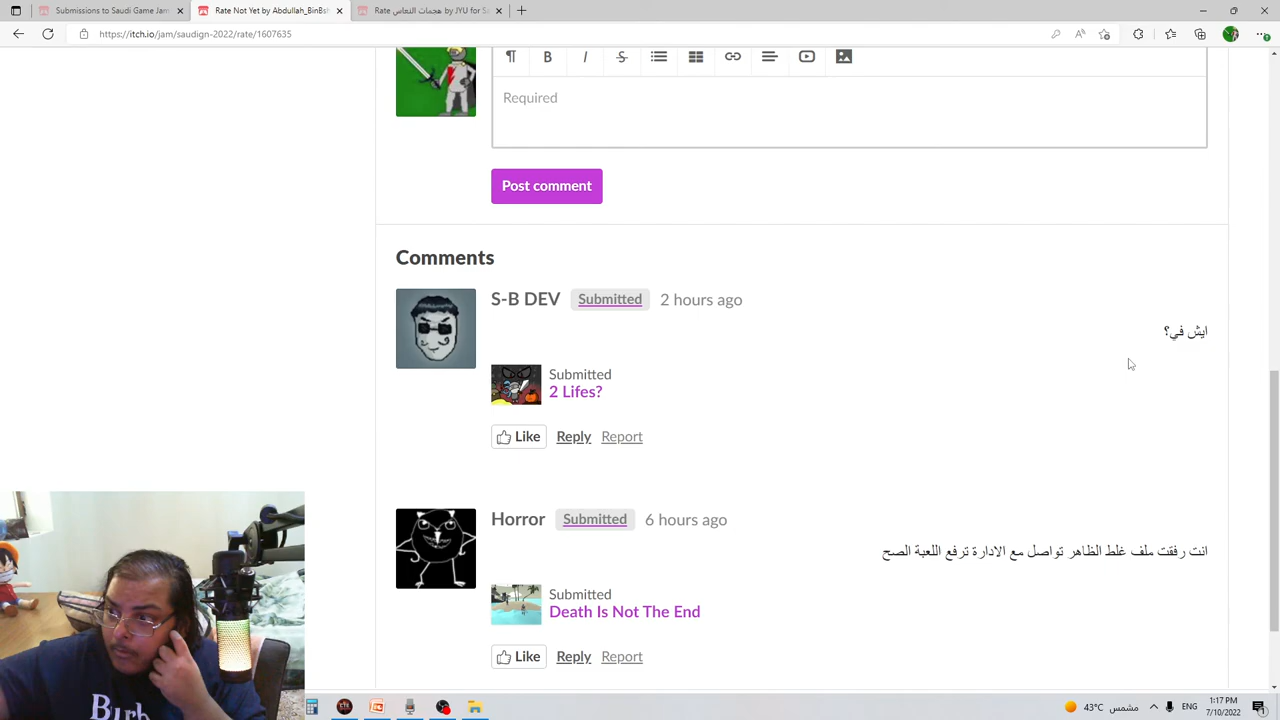 Submissions to Saudi Game Jam
Rate Not Yet by Abdullah_BinBsh
Rate هجمات النعاس by JYU for Sa
https://itch.io/jam/saudign-2022/rate/1607635
Required
Post comment
Comments
S-B DEV Submitted 2 hours ago
ايش في؟
Submitted
2 Lifes?
Like Reply Report
Horror Submitted 6 hours ago
انت رفقت ملف غلط الظاهر تواصل مع الادارة ترفع اللعبة الصح
Submitted
Death Is Not The End
Like Reply Report
43°C مشمس
ENG
1:17 PM
7/10/2022